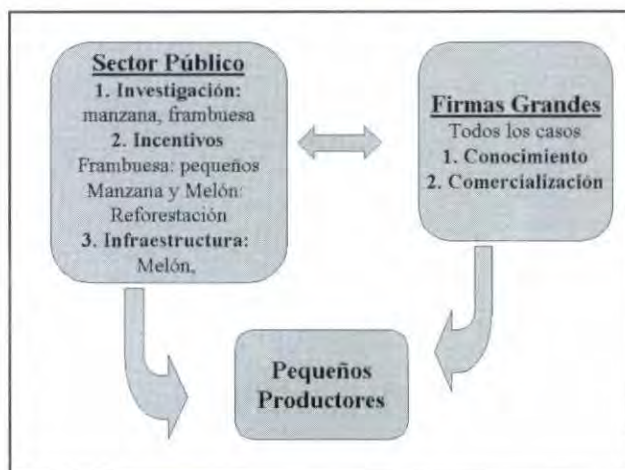 Sector Público
1. Investigación:
manzana, frambuesa
2. Incentivos
Frambuesa: pequeños
Manzana y Melón:
Reforestación
3. Infraestructura:
Melón,
Firmas Grandes
Todos los casos
1. Conocimiento
2. Comercialización
Pequeños
Productores